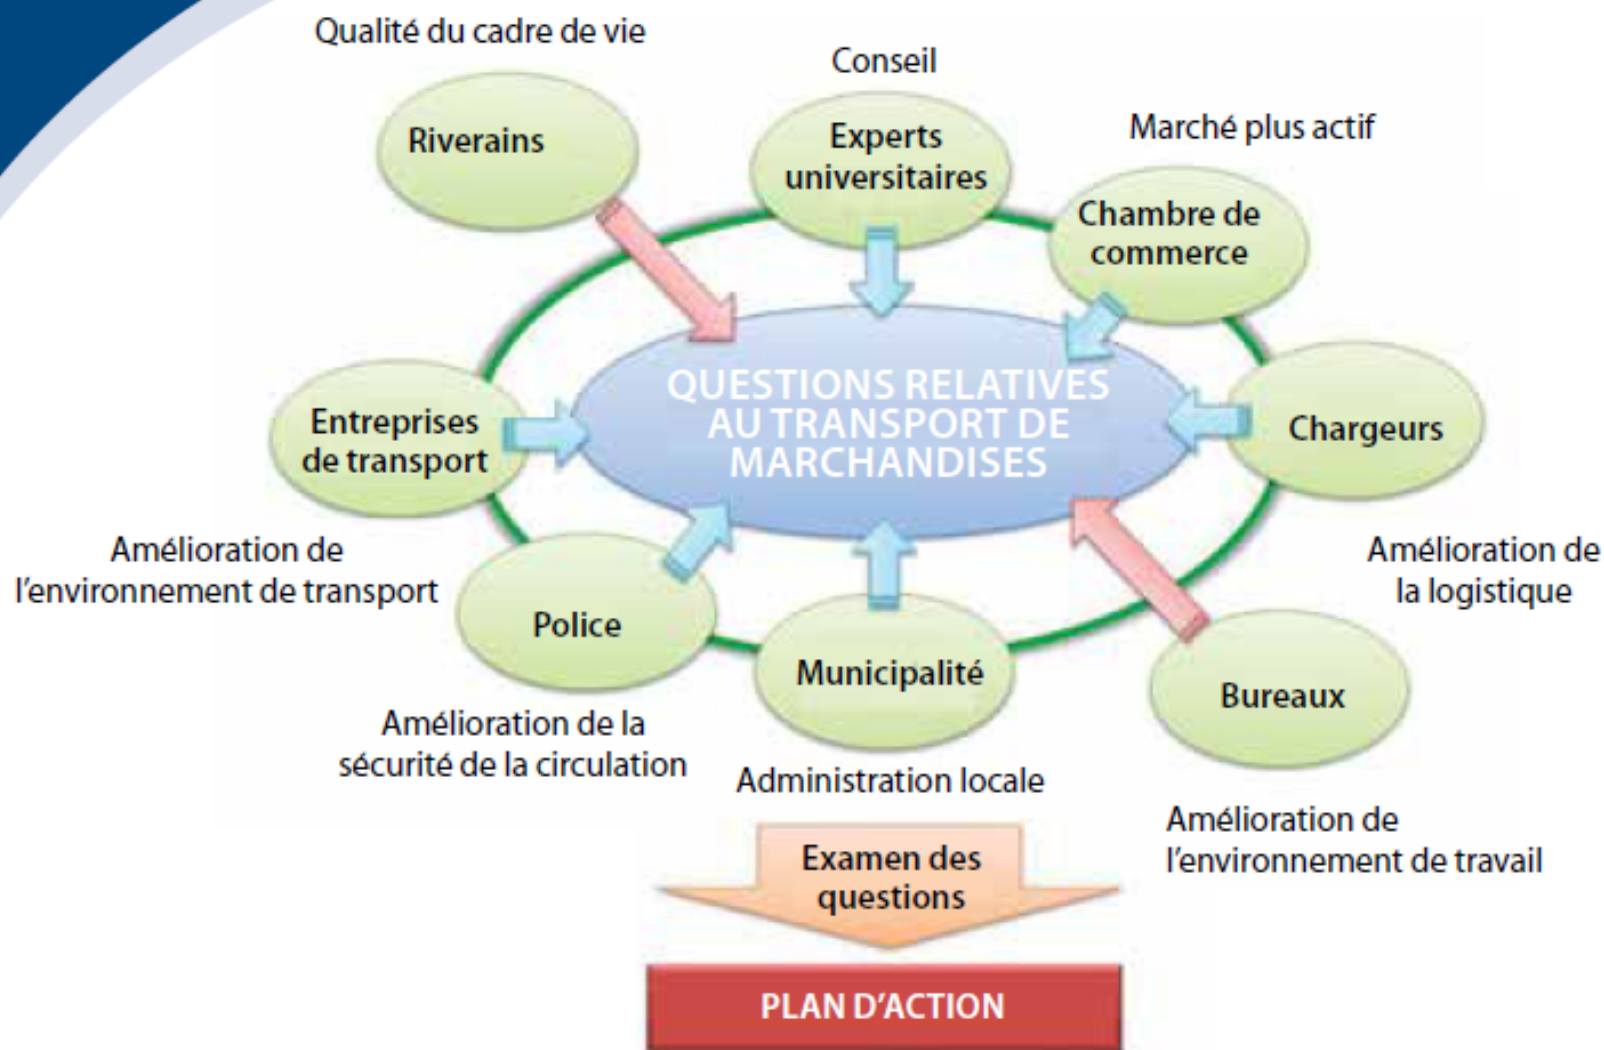 Qualité du cadre de vie
Riverains
Conseil
Experts
universitaires
Marché plus actif
Chambre de
commerce
QUESTIONS RELATIVES
AU TRANSPORT DE
MARCHANDISES
Entreprises
de transport
Amélioration de
l'environnement de transport
Chargeurs
Amélioration de
la logistique
Police
Amélioration de la
sécurité de la circulation
Municipalité
Administration locale
Bureaux
Amélioration de
l'environnement de travail
Examen des
questions
PLAN D'ACTION